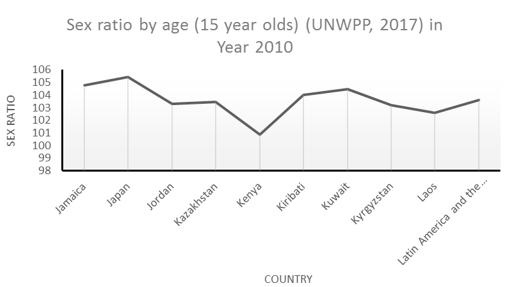 Sex ratio by age (15 year olds) (UNWPP, 2017) in
Year 2010
SEX RATIO
106
105
104
103
102
101
100
99
98
Jamaica
Japan
Jordan
Kazakhstan
Kenya
Kiribati
Kuwait
Kyrgyzstan
Laos
Latin America and the...
COUNTRY